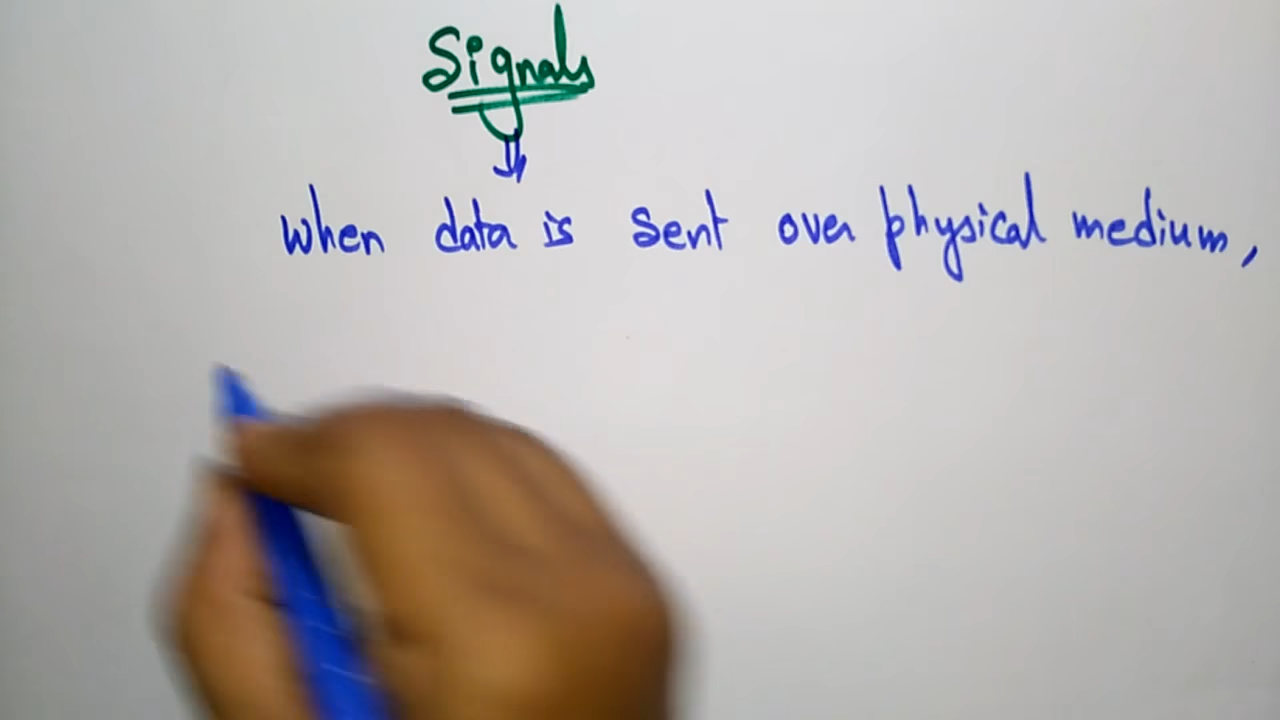 Signals
when data is sent over physical medium,